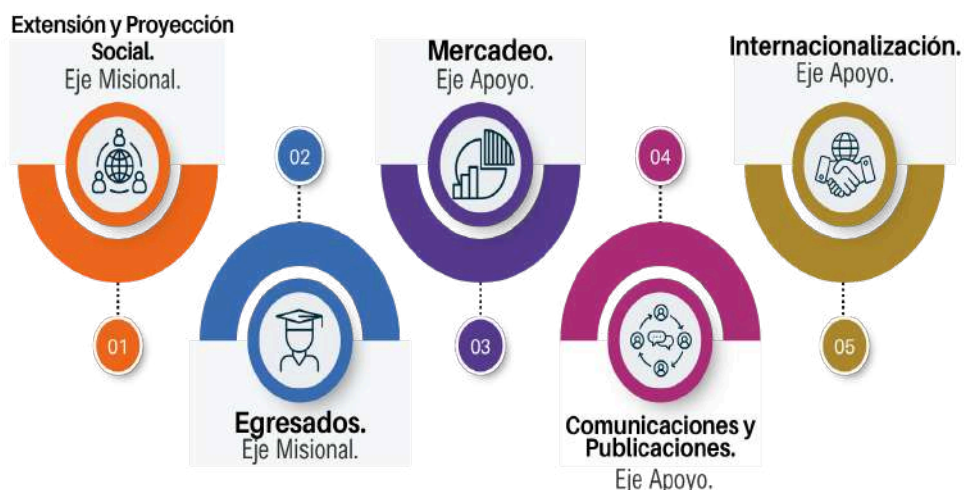 Extensión y Proyección
Social.
Eje Misional.
01
02
Egresados.
Eje Misional.
Mercadeo.
Eje Apoyo.
03
04
Comunicaciones y
Publicaciones.
Eje Apoyo.
Internacionalización.
Eje Apoyo.
05